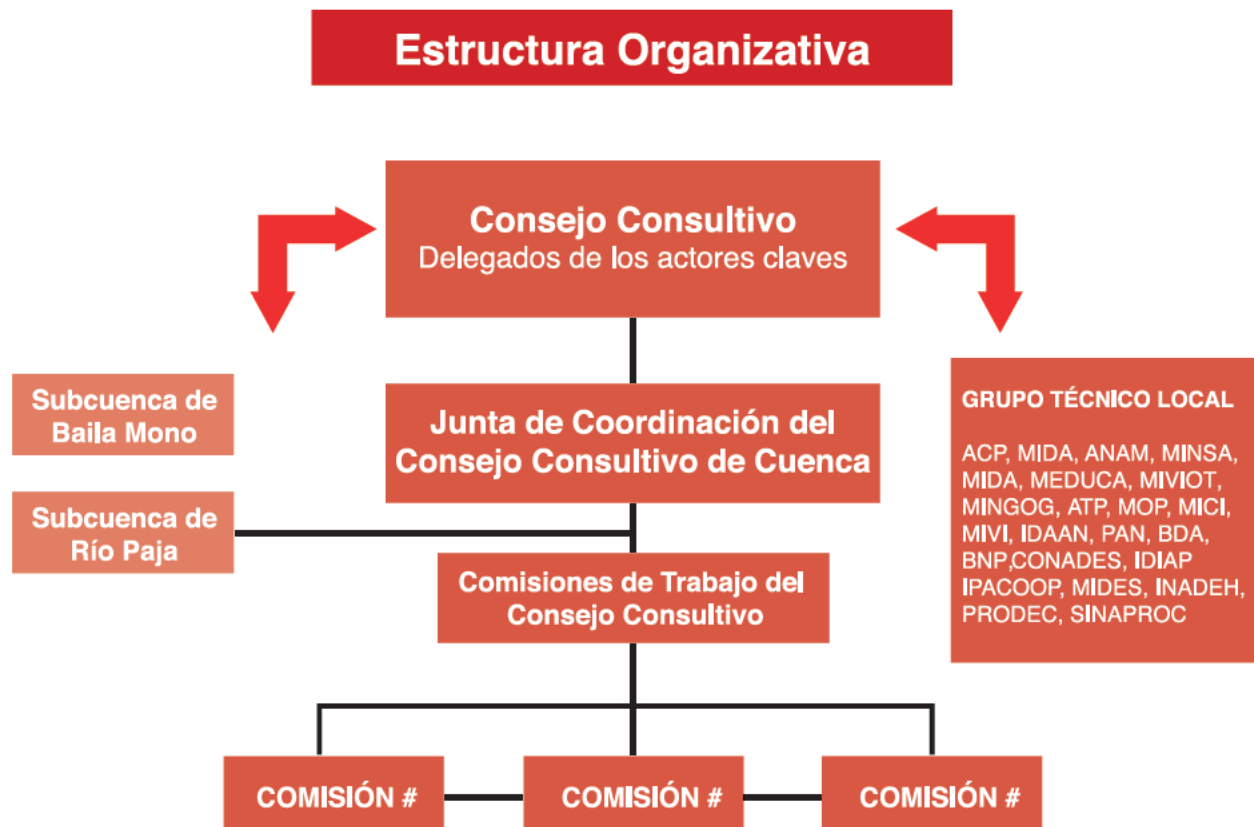 Estructura Organizativa
Consejo Consultivo
Delegados de los actores claves
Subcuenca de
Baila Mono
Junta de Coordinación del
Consejo Consultivo de Cuenca
GRUPO TÉCNICO LOCAL
ACP, MIDA, ANAM, MINSA,
MIDA, MEDUCA, MIVIOT,
MINGOG, ATP, MOP, MICI,
MIVI, IDAAN, PAN, BDA,
BNP,CONADES, IDIAP
IPACOOP, MIDES, INADEH,
PRODEC, SINAPROC
Subcuenca de
Río Paja
Comisiones de Trabajo del
Consejo Consultivo
COMISIÓN #
COMISIÓN #
COMISIÓN #